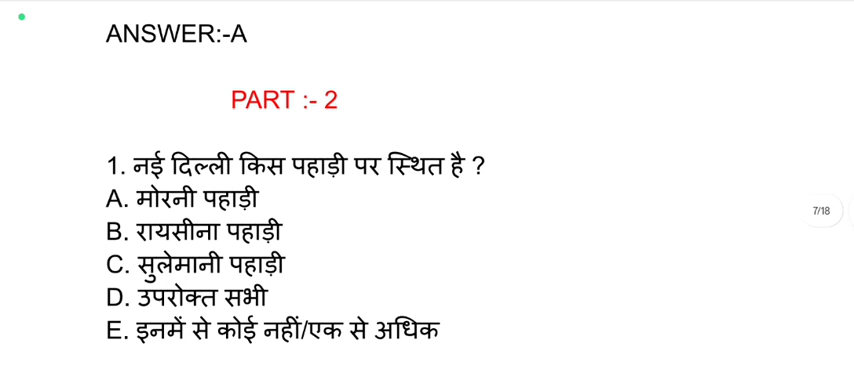 ANSWER:-A
PART :- 2
1. नई दिल्ली किस पहाड़ी पर स्थित है ?
A. मोरनी पहाड़ी
B. रायसीना पहाड़ी
7/18
C. सुलेमानी पहाड़ी
D. उपरोक्त सभी
E. इनमें से कोई नहीं/एक से अधिक